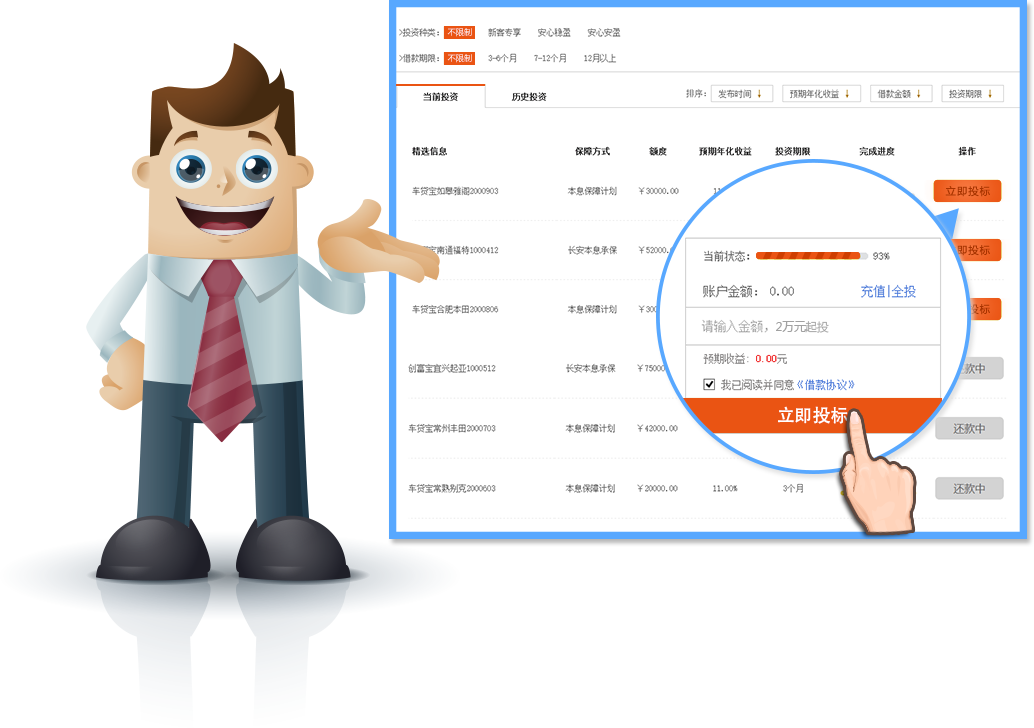 >投资种类： 不限制 新客专享 安心稳盈 安心安盈
>借款期限： 不限制 3-6个月 7-12个月 12月以上
当前投资 历史投资 排序： 发布时间 ↓ 预期年化收益 ↓ 借款金额 ↓ 投资期限 ↓
精选信息 保障方式 额度 预期年化收益 投资期限 完成进度 操作
车贷宝如皋雅阁2000903 本息保障计划 ￥30000.00 立即投标
宝南通福特1000412 长安本息承保 ￥52000. 即投标
车贷宝合肥本田2000806 本息保障计划 ￥300 投标
创富宝宜兴起亚1000512 长安本息承保 ￥75000 款中
车贷宝常州丰田2000703 本息保障计划 ￥42000.00 还款中
车贷宝常熟别克2000603 本息保障计划 ￥20000.00 11.00% 3个月 还款中
当前状态： 93%
账户金额： 0.00 充值|全投
请输入金额，2万元起投
预期收益： 0.00元
我已阅读并同意《借款协议》
立即投标